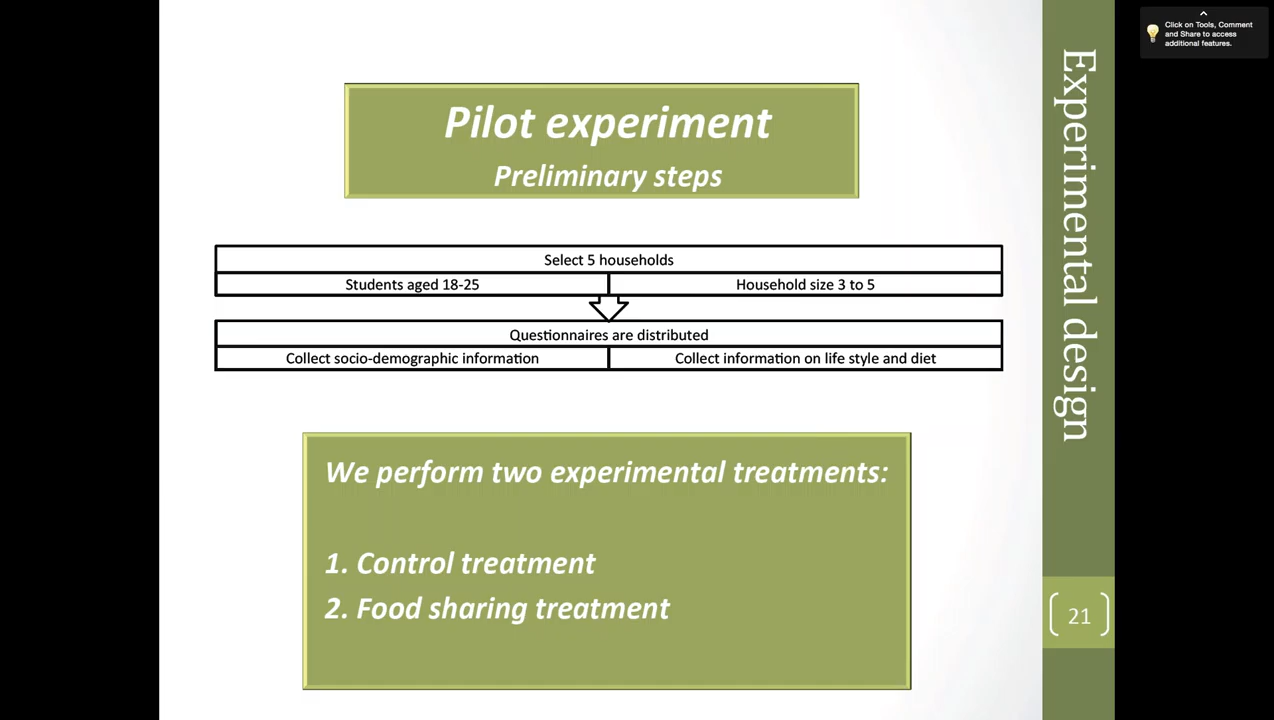 Pilot experiment
Preliminary steps
Select 5 households
Students aged 18-25
Household size 3 to 5
Questionnaires are distributed
Collect socio-demographic information
Collect information on life style and diet
We perform two experimental treatments:
1. Control treatment
2. Food sharing treatment
Experimental design
21
Click on Tools, Comment
and Share to access
additional features.